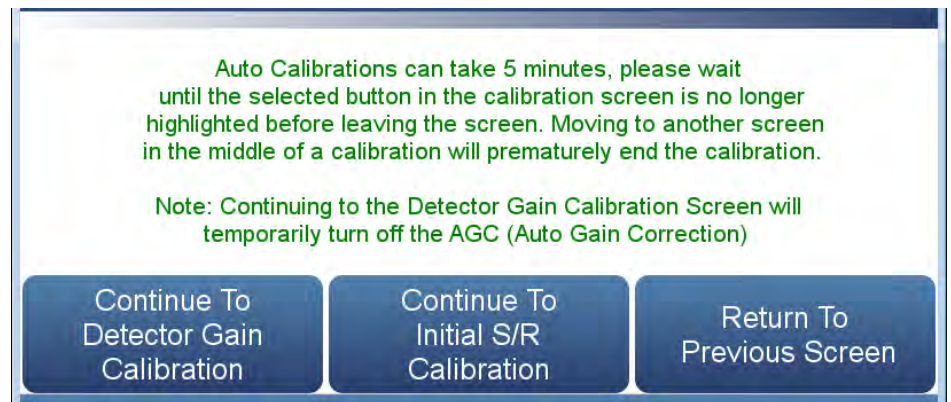 Auto Calibrations can take 5 minutes, please wait
until the selected button in the calibration screen is no longer
highlighted before leaving the screen. Moving to another screen
in the middle of a calibration will prematurely end the calibration.
Note: Continuing to the Detector Gain Calibration Screen will
temporarily turn off the AGC (Auto Gain Correction)
Continue To
Detector Gain
Calibration
Continue To
Initial S/R
Calibration
Return To
Previous Screen